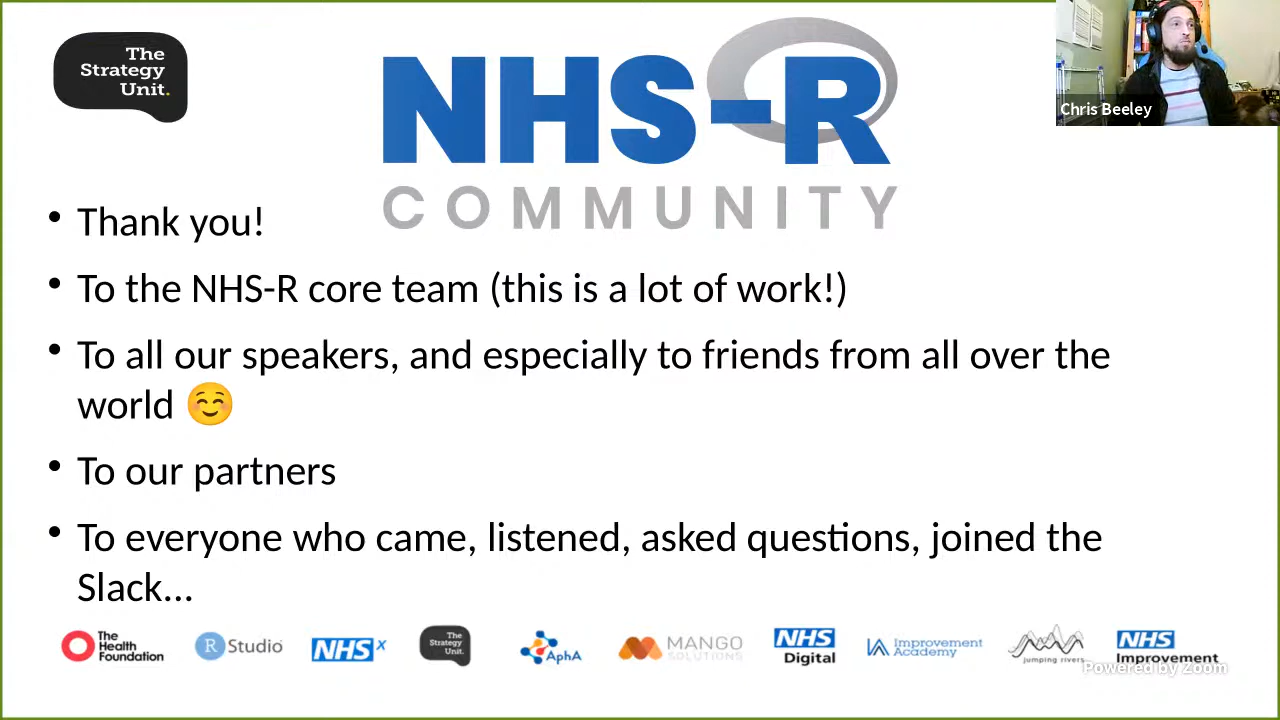 The
Strategy
Unit.
NHS-R
COMMUNITY
Chris Beeley
• Thank you!
• To the NHS-R core team (this is a lot of work!)
• To all our speakers, and especially to friends from all over the
world ☺️
• To our partners
• To everyone who came, listened, asked questions, joined the
Slack...
The
Health
Foundation
R Studio
NHS X
The
Strategy
Unit.
AphA
MANGO
SOLUTIONS
NHS
Digital
IA Improvement
Academy
jumping rivers
NHS
Improvement
Powered by Zoom